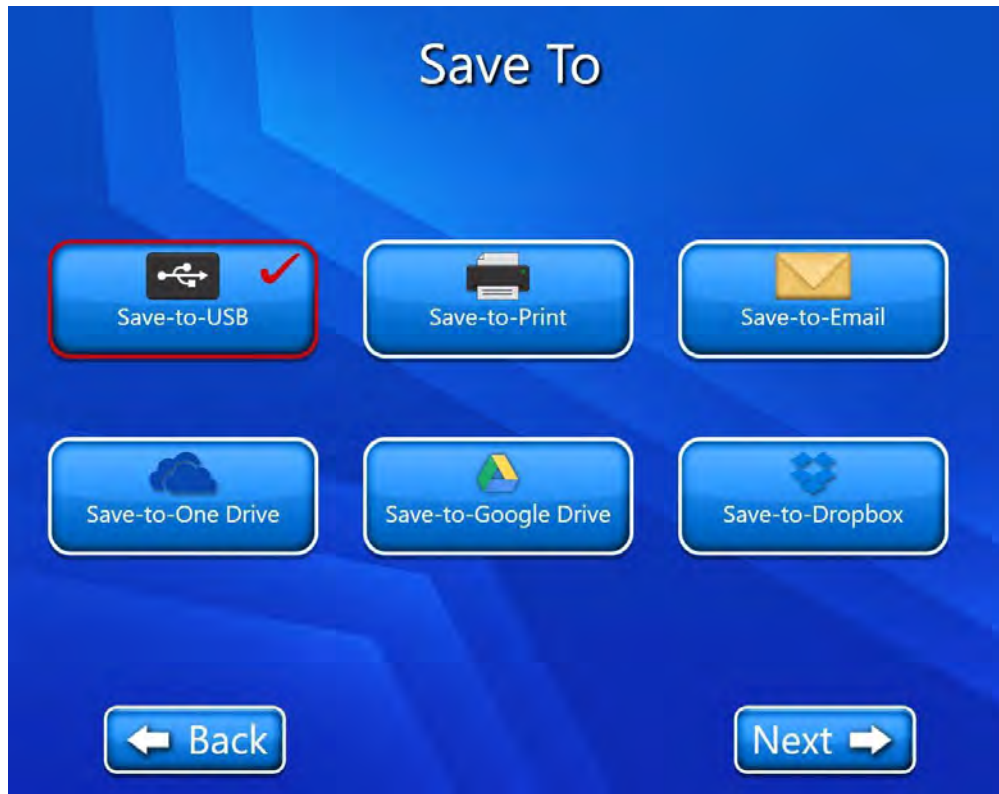 Save To
Save-to-USB
Save-to-Print
Save-to-Email
Save-to-One Drive
Save-to-Google Drive
Save-to-Dropbox
Back
Next